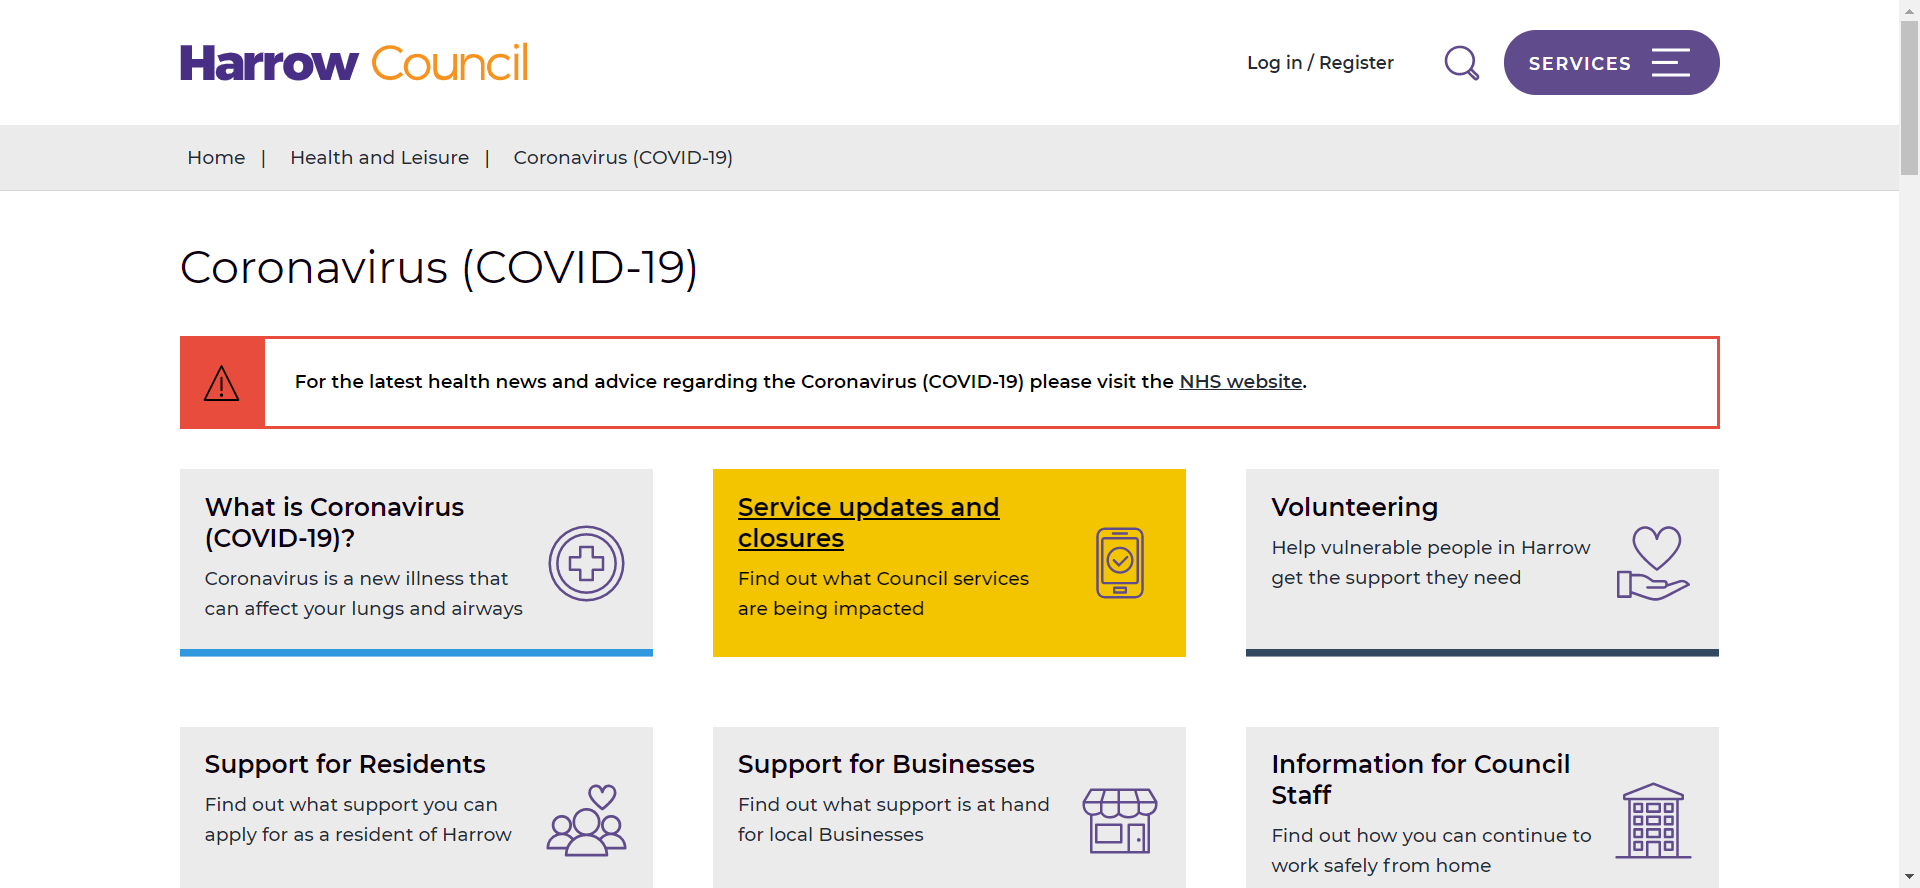 Harrow Council
Log in / Register
SERVICES
Home | Health and Leisure | Coronavirus (COVID-19)
Coronavirus (COVID-19)
For the latest health news and advice regarding the Coronavirus (COVID-19) please visit the NHS website.
What is Coronavirus
(COVID-19)?
Coronavirus is a new illness that
can affect your lungs and airways
Service updates and
closures
Find out what Council services
are being impacted
Volunteering
Help vulnerable people in Harrow
get the support they need
Support for Residents
Find out what support you can
apply for as a resident of Harrow
Support for Businesses
Find out what support is at hand
for local Businesses
Information for Council
Staff
Find out how you can continue to
work safely from home